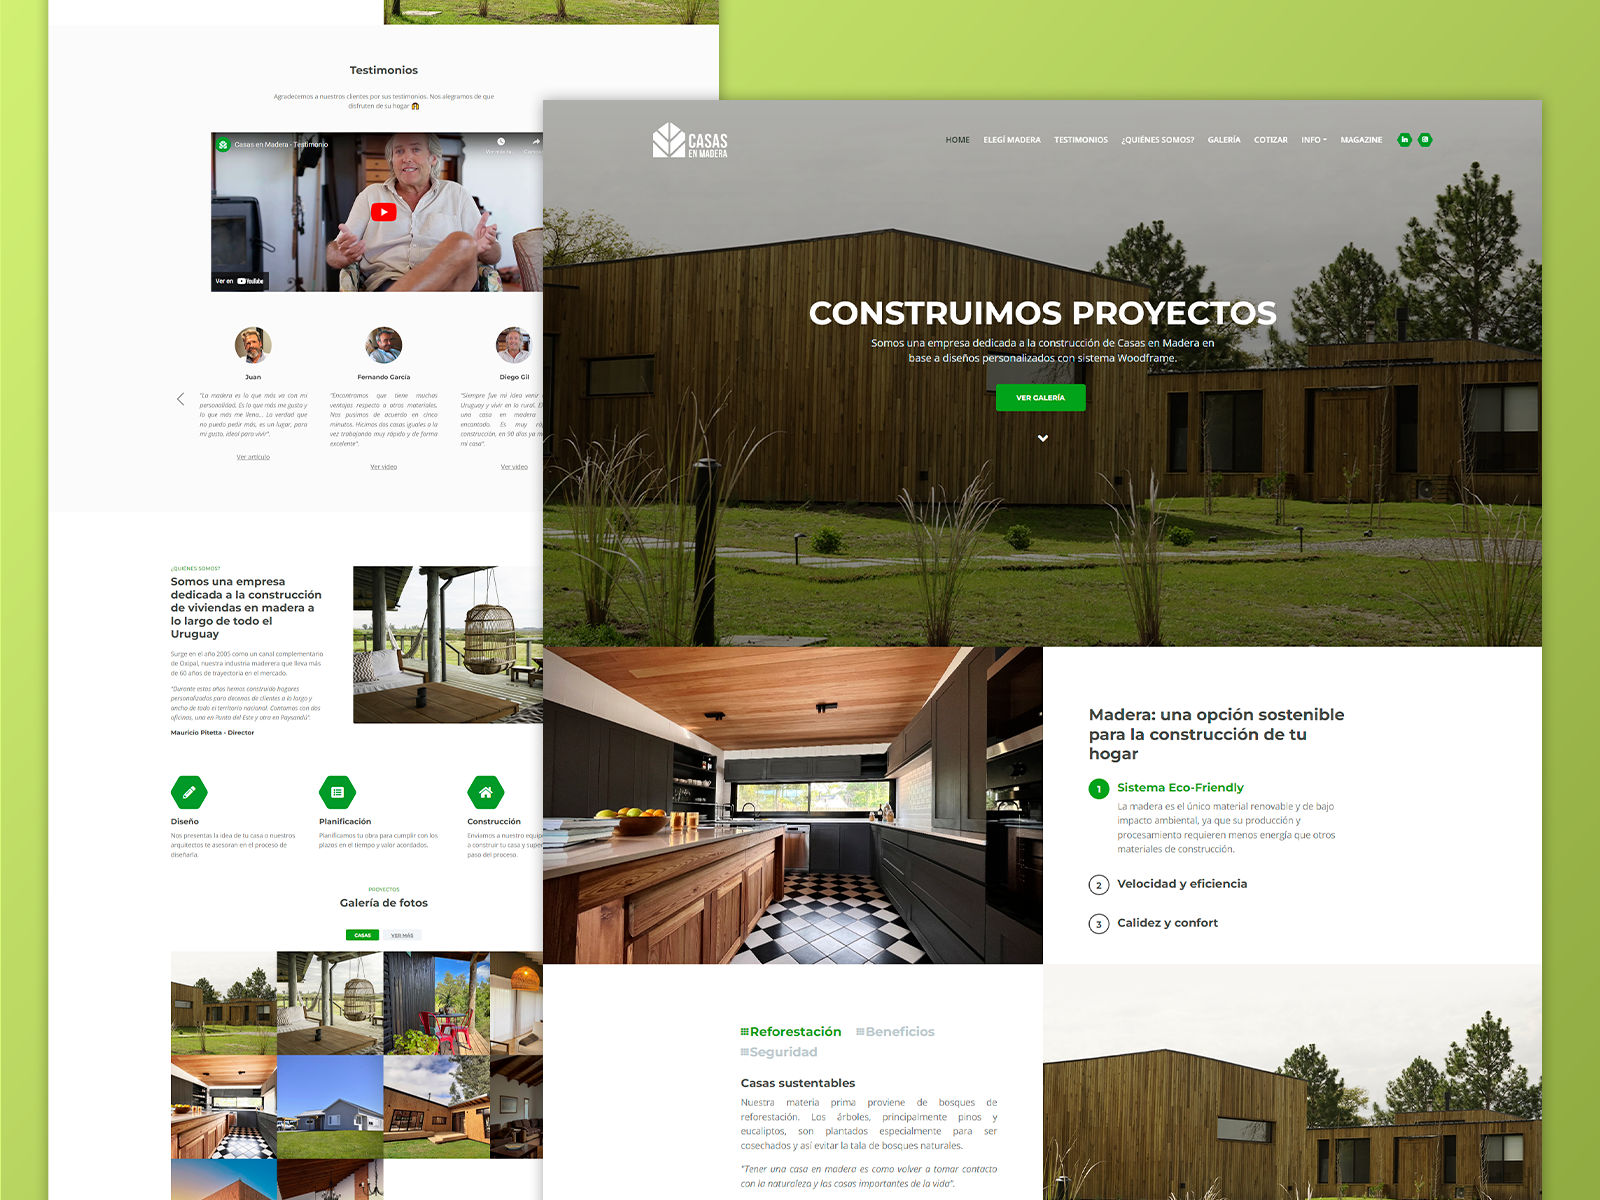 Testimonios
Agradecemos a nuestros clientes por sus testimonios. Nos alegramos de que
disfruten de su hogar
Casas en Madera - Testimonio
Ver en YouTube
Juan
"La madera es lo que más va con mi
personalidad. Es lo que más me gusta y
lo que más me lleno... La verdad que
no puedo pedir más, es un lugar, para
mi gusto, ideal para vivir".
Ver artículo
Fernando García
"Encontramos que tiene muchas
ventajas respecto a otros materiales.
Nos pusimos de acuerdo en cinco
minutos. Hicimos dos casas iguales a la
vez trabajando muy rápido y de forma
excelente".
Ver video
Diego Gil
"Siempre fue mi idea venir
Uruguay y vivir en lo rural. E
una casa en madera
encantado. Es muy
construcción, en 90 días ya
mi casa".
Ver video
¿QUIÉNES SOMOS?
Somos una empresa
dedicada a la construcción
de viviendas en madera a
lo largo de todo el
Uruguay
Surge en el año 2005 como un canal complementario
de Oxipal, nuestra industria maderera que lleva más
de 60 años de trayectoria en el mercado.
"Durante estos años hemos construido hogares
personalizados para decenas de clientes a lo largo y
ancho de todo el territorio nacional. Contamos con dos
oficinas, una en Punta del Este y otra en Paysandú".
Mauricio Pitetta - Director
Diseño
Nos presentas la idea de tu casa o nuestros
arquitectos te asesoran en el proceso de
diseñarla.
Planificación
Planificamos tu obra para cumplir con los
plazos en el tiempo y valor acordados.
Construcción
Enviamos a nuestro equip
a construir tu casa y super
paso del proceso.
PROYECTOS
Galería de fotos
CASAS
VER MÁS
CASAS
EN MADERA
HOME
ELEGÍ MADERA
TESTIMONIOS
¿QUIÉNES SOMOS?
GALERÍA
COTIZAR
INFO
MAGAZINE
CONSTRUIMOS PROYECTOS
Somos una empresa dedicada a la construcción de Casas en Madera en
base a diseños personalizados con sistema Woodframe.
VER GALERÍA
Madera: una opción sostenible
para la construcción de tu
hogar
1 Sistema Eco-Friendly
La madera es el único material renovable y de bajo
impacto ambiental, ya que su producción y
procesamiento requieren menos energía que otros
materiales de construcción.
2 Velocidad y eficiencia
3 Calidez y confort
Reforestación
Beneficios
Seguridad
Casas sustentables
Nuestra materia prima proviene de bosques de
reforestación. Los árboles, principalmente pinos y
eucaliptos, son plantados especialmente para ser
cosechados y así evitar la tala de bosques naturales.
"Tener una casa en madera es como volver a tomar contacto
con la naturaleza y las cosas importantes de la vida".